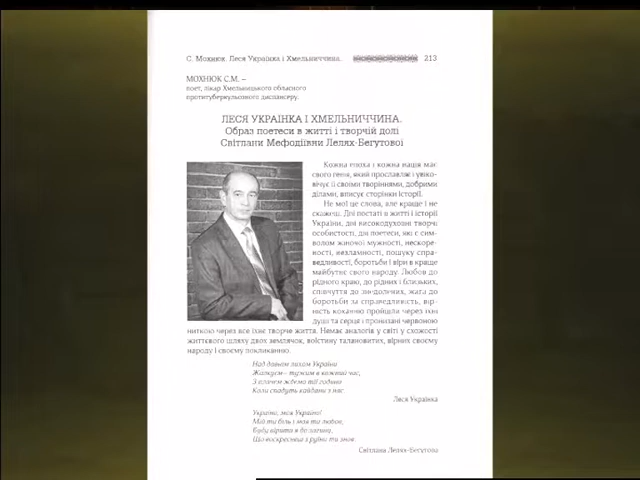 С. Мохнюк. Леся Українка і Хмельниччина. 213
МОХНЮК С.М. –
поет, лікар Хмельницького обласного
протитуберкульозного диспансеру.
ЛЕСЯ УКРАЇНКА І ХМЕЛЬНИЧЧИНА.
Образ поетеси в житті і творчій долі
Світлани Мефодіївни Лелях-Бегутової
Кожна епоха і кожна нація має
свого генія, який прославляє і увіко-
вічує її своїми творіннями, добрими
ділами, вписує сторінки історії.
Не мої це слова, але краще і не
скажеш. Дві постаті в житті і історії
України, дві високодуховні творчі
особистості, дві поетеси, які є сим-
волом жіночої мужності, нескоре-
ності, незламності, пошуку спра-
ведливості, боротьби і віри в краще
майбутнє свого народу. Любов до
рідного краю, до рідних і близьких,
співчуття до знедолених, жага до
боротьби за справедливість, вір-
ність коханню пройшли через їхні
душі та серця і пронизані червоною
ниткою через все їхнє творче життя. Немає аналогів у світі у схожості
життєвого шляху двох землячок, воістину талановитих, вірних своєму
народу і своєму покликанню.
Над давнім лихом України
Жалкуєм – тужим в кожний час,
З плачем ждемо тії години
Коли спадуть кайдани з нас.
Леся Українка
Україно, моя Україно!
Мій ти біль і моя ти любов,
Буду вірити я до загину,
Що воскреснеш з руїни ти знов.
Світлана Лелях-Бегутова